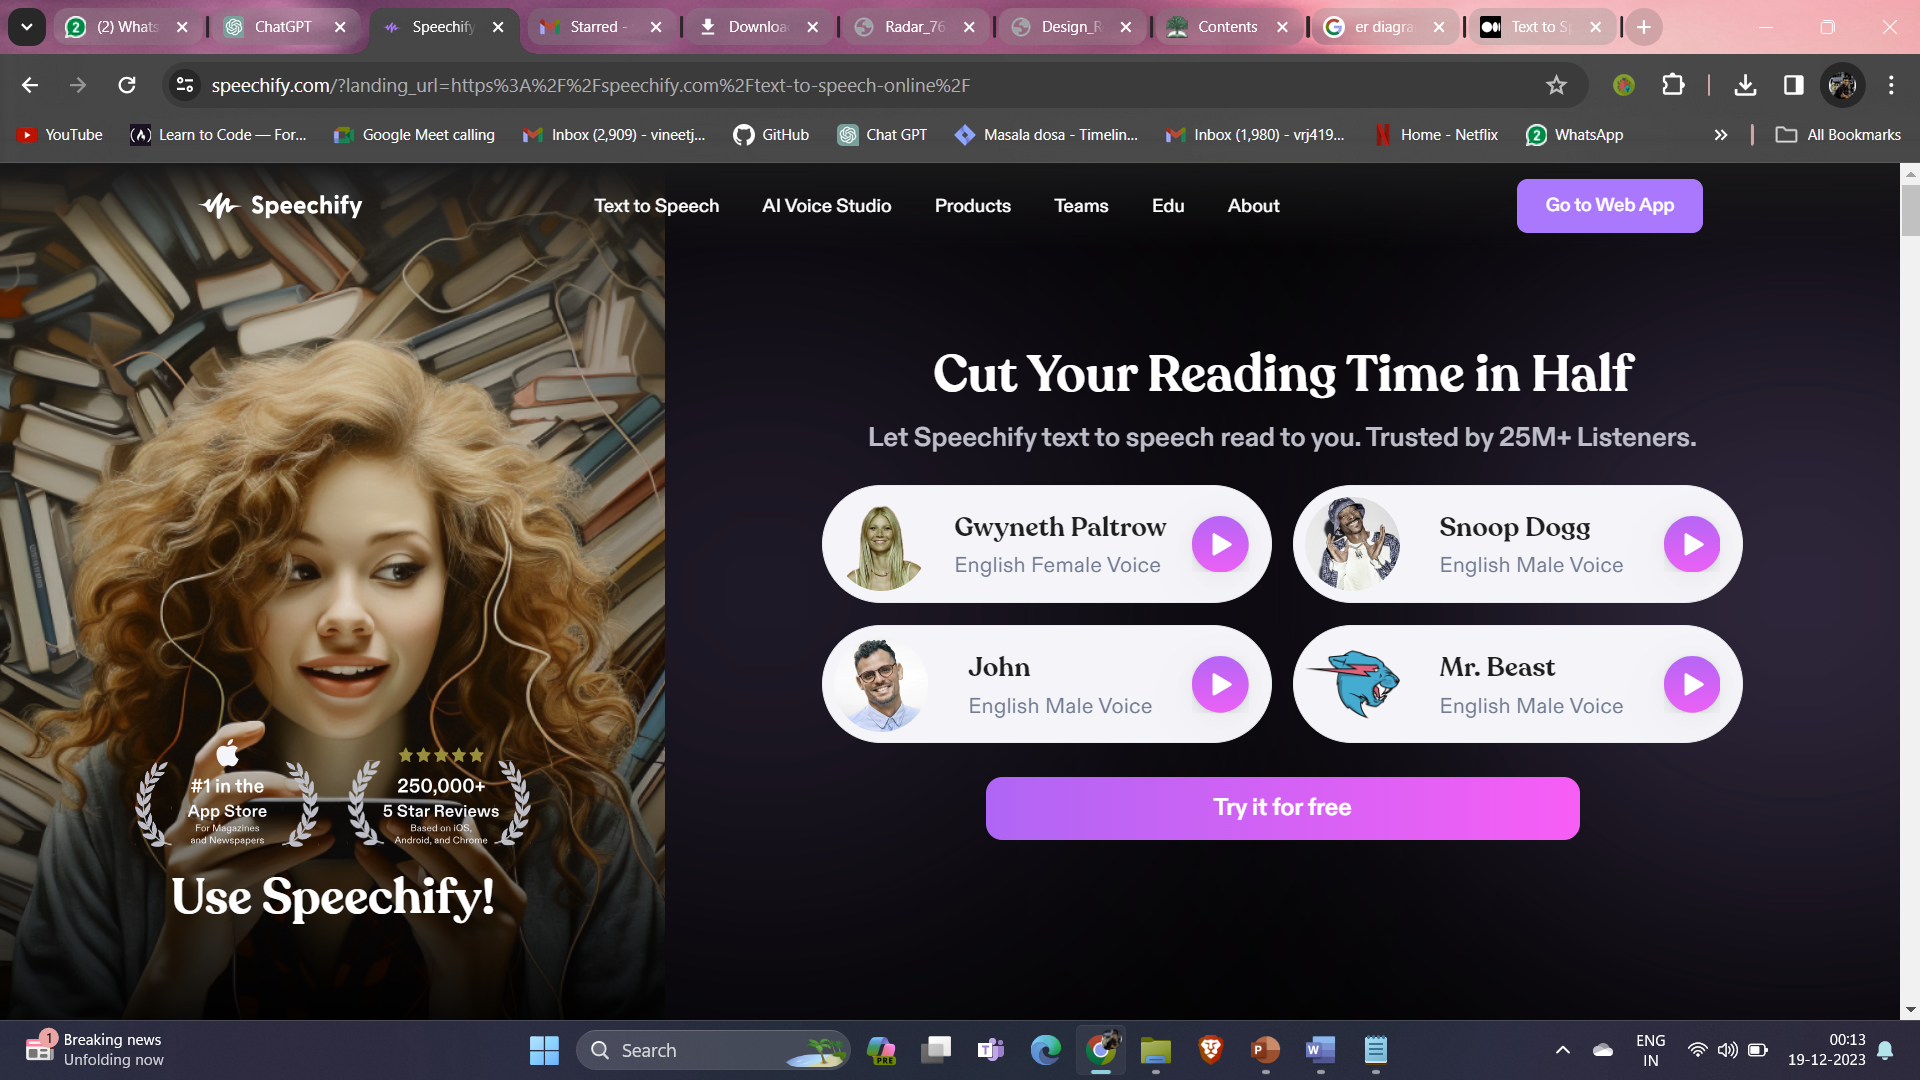 (2) Whats
ChatGPT
Speechify
Starred -
Downloa
Radar_76
Design_R
Contents
er diagra
Text to Sp
speechify.com/?landing_url=https%3A%2F%2Fspeechify.com%2Ftext-to-speech-online%2F
YouTube
Learn to Code — For...
Google Meet calling
Inbox (2,909) - vineetj...
GitHub
Chat GPT
Masala dosa - Timelin...
Inbox (1,980) - vrj419...
Home - Netflix
2
WhatsApp
All Bookmarks
Speechify
Text to Speech
AI Voice Studio
Products
Teams
Edu
About
Go to Web App
Cut Your Reading Time in Half
Let Speechify text to speech read to you. Trusted by 25M+ Listeners.
Gwyneth Paltrow
English Female Voice
Snoop Dogg
English Male Voice
John
English Male Voice
Mr. Beast
English Male Voice
Try it for free
#1 in the
App Store
For Magazines
and Newspapers
250,000+
5 Star Reviews
Based on iOS,
Android, and Chrome
Use Speechify!
1
Breaking news
Unfolding now
Search
PRE
ENG
IN
00:13
19-12-2023